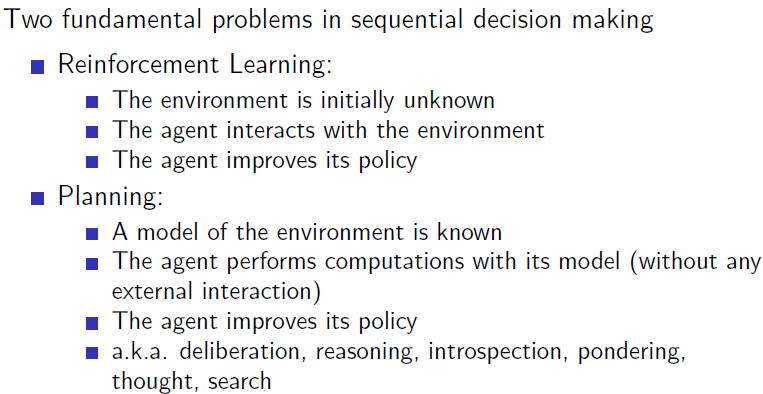 Two fundamental problems in sequential decision making
Reinforcement Learning:
The environment is initially unknown
The agent interacts with the environment
The agent improves its policy
Planning:
A model of the environment is known
The agent performs computations with its model (without any
external interaction)
The agent improves its policy
a.k.a. deliberation, reasoning, introspection, pondering,
thought, search